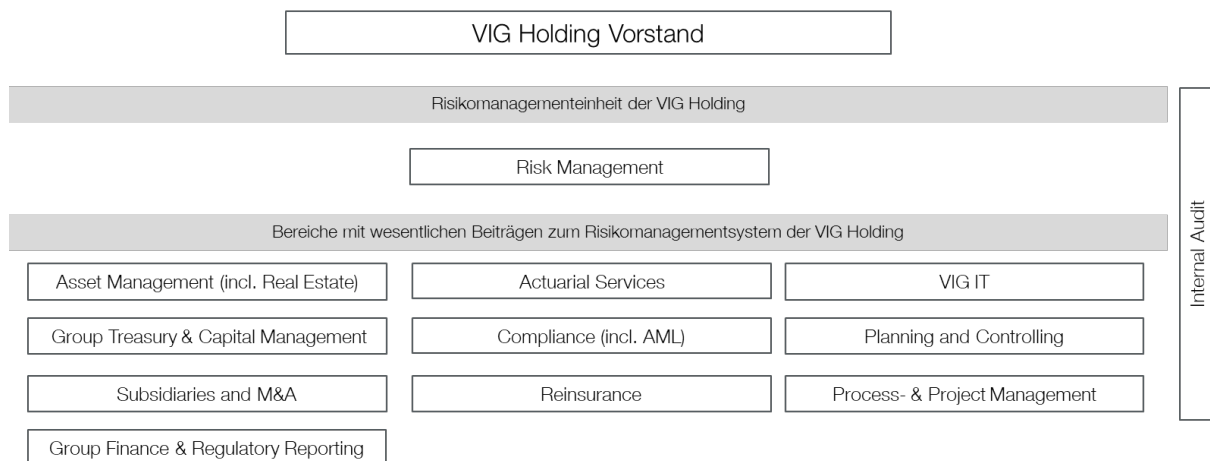 VIG Holding Vorstand
Risikomanagementeinheit der VIG Holding
Risk Management
Bereiche mit wesentlichen Beiträgen zum Risikomanagementsystem der VIG Holding
Asset Management (incl. Real Estate)
Actuarial Services
VIG IT
Group Treasury & Capital Management
Compliance (incl. AML)
Planning and Controlling
Subsidiaries and M&A
Reinsurance
Process- & Project Management
Group Finance & Regulatory Reporting
Internal Audit